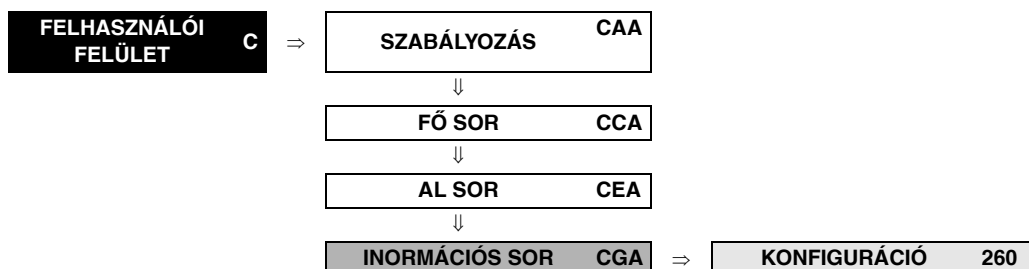 FELHASZNÁLÓI
FELÜLET C ⇒ SZABÁLYOZÁS CAA
⇓
FŐ SOR CCA
⇓
AL SOR CEA
⇓
INORMÁCIÓS SOR CGA ⇒ KONFIGURÁCIÓ 260